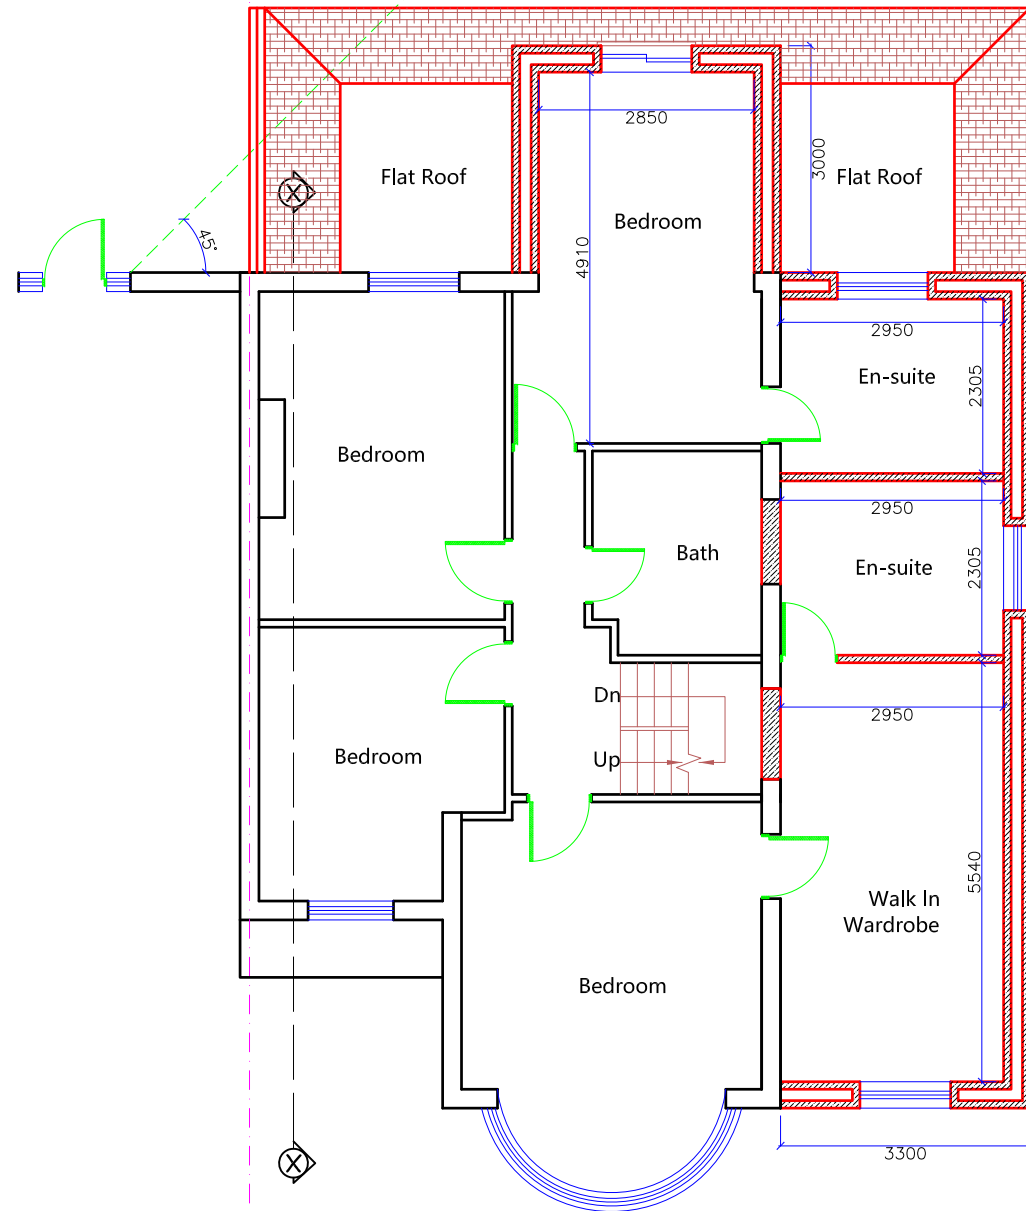 2850
3000
Flat Roof
Flat Roof
X
Bedroom
45°
4910
2950
En-suite
2305
Bedroom
2950
Bath
En-suite
2305
Dn
2950
Bedroom
Up
5540
Walk In
Wardrobe
Bedroom
3300
X